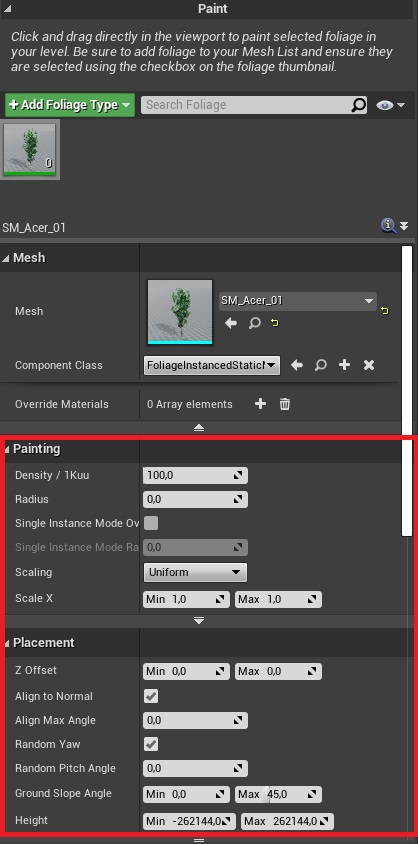 Paint
Click and drag directly in the viewport to paint selected foliage in
your level. Be sure to add foliage to your Mesh List and ensure they
are selected using the checkbox on the foliage thumbnail.
+ Add Foliage Type
Search Foliage
0
SM_Acer_01
Mesh
Mesh
SM_Acer_01
Component Class
FoliageInstancedStaticM
Override Materials 0 Array elements
Painting
Density / 1Kuu 100,0
Radius 0,0
Single Instance Mode Ov
Single Instance Mode Ra 0,0
Scaling Uniform
Scale X Min 1,0 Max 1,0
Placement
Z Offset Min 0,0 Max 0,0
Align to Normal
Align Max Angle 0,0
Random Yaw
Random Pitch Angle 0,0
Ground Slope Angle Min 0,0 Max 45,0
Height Min -262144,0 Max 262144,0